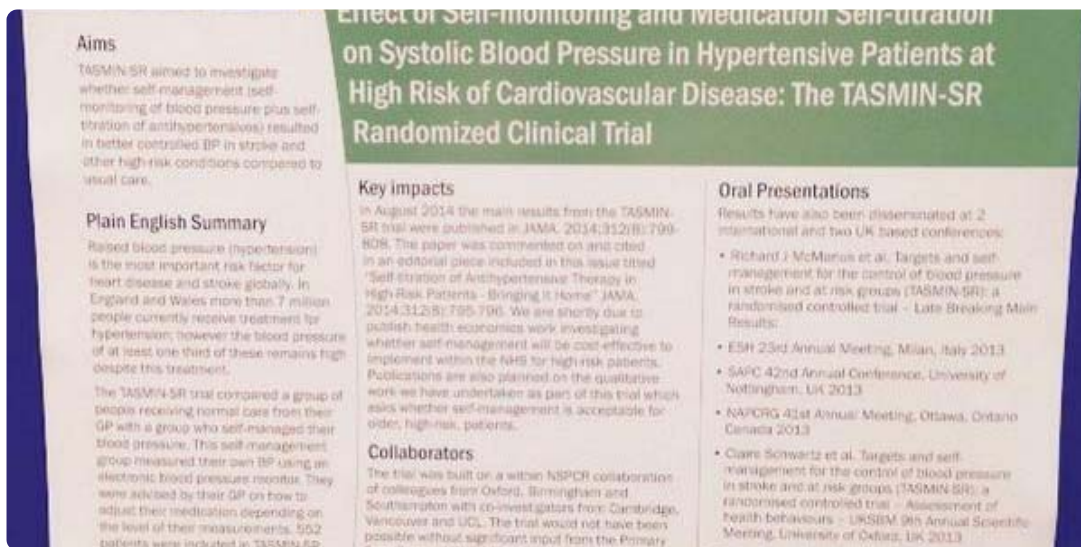 Effect of Self-monitoring and Medication Self-titration
on Systolic Blood Pressure in Hypertensive Patients at
High Risk of Cardiovascular Disease: The TASMIN-SR
Randomized Clinical Trial
Aims
TASMIN-SR aimed to investigate
whether self-management (self-
monitoring of blood pressure plus self-
titration of antihypertensives) resulted
in better controlled BP in stroke and
other high-risk conditions compared to
usual care.
Plain English Summary
Raised blood pressure (hypertension)
is the most important risk factor for
heart disease and stroke globally. In
England and Wales more than 7 million
people currently receive treatment for
hypertension; however the blood pressure
of at least one third of these remains high
despite this treatment.
The TASMIN-SR trial compared a group of
people receiving normal care from their
GP with a group who self-managed their
blood pressure. This self-management
group measured their own BP using an
electronic blood pressure monitor. They
were advised by their GP on how to
adjust their medication depending on
the level of their measurements. 552
patients were included in TASMIN-SR
Key impacts
In August 2014 the main results from the TASMIN-
SR trial were published in JAMA. 2014;312(8):799-
808. The paper was commented on and cited
in an editorial piece included in this issue titled
"Self-titration of Antihypertensive Therapy in
High-Risk Patients - Bringing It Home" JAMA.
2014;312(8):795-796. We are shortly due to
publish health economics work investigating
whether self-management will be cost-effective to
implement within the NHS for high-risk patients.
Publications are also planned on the qualitative
work we have undertaken as part of this trial which
asks whether self-management is acceptable for
older, high-risk, patients.
Collaborators
The trial was built on a within NSPCR collaboration
of colleagues from Oxford, Birmingham and
Southampton with co-investigators from Cambridge,
Vancouver and UCL. The trial would not have been
possible without significant input from the Primary
Oral Presentations
Results have also been disseminated at 2
international and two UK based conferences:
• Richard J McManus et al. Targets and self-
management for the control of blood pressure
in stroke and at risk groups (TASMIN-SR): a
randomised controlled trial - Late Breaking Main
Results:
• ESH 23rd Annual Meeting, Milan, Italy 2013
• SAPC 42nd Annual Conference, University of
Nottingham, UK 2013
• NAPCRG 41st Annual Meeting, Ottawa, Ontario
Canada 2013
• Claire Schwartz et al. Targets and self-
management for the control of blood pressure
in stroke and at risk groups (TASMIN-SR): a
randomised controlled trial - Assessment of
health behaviours - UKSBM 9th Annual Scientific
Meeting, University of Oxford, UK 2013